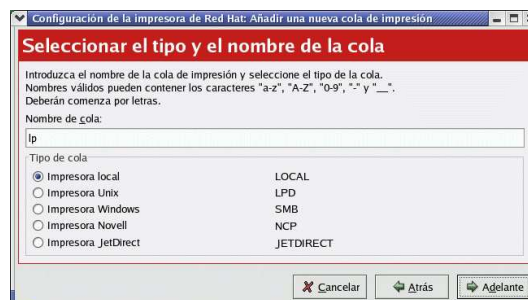 Configuración de la impresora de Red Hat: Añadir una nueva cola de impresión
Seleccionar el tipo y el nombre de la cola
Introduzca el nombre de la cola de impresión y seleccione el tipo de la cola.
Nombres válidos pueden contener los caracteres "a-z", "A-Z", "0-9", "-" y "__".
Deberán comenza por letras.
Nombre de cola:
lp
Tipo de cola
Impresora local LOCAL
Impresora Unix LPD
Impresora Windows SMB
Impresora Novell NCP
Impresora JetDirect JETDIRECT
Cancelar Atrás Adelante